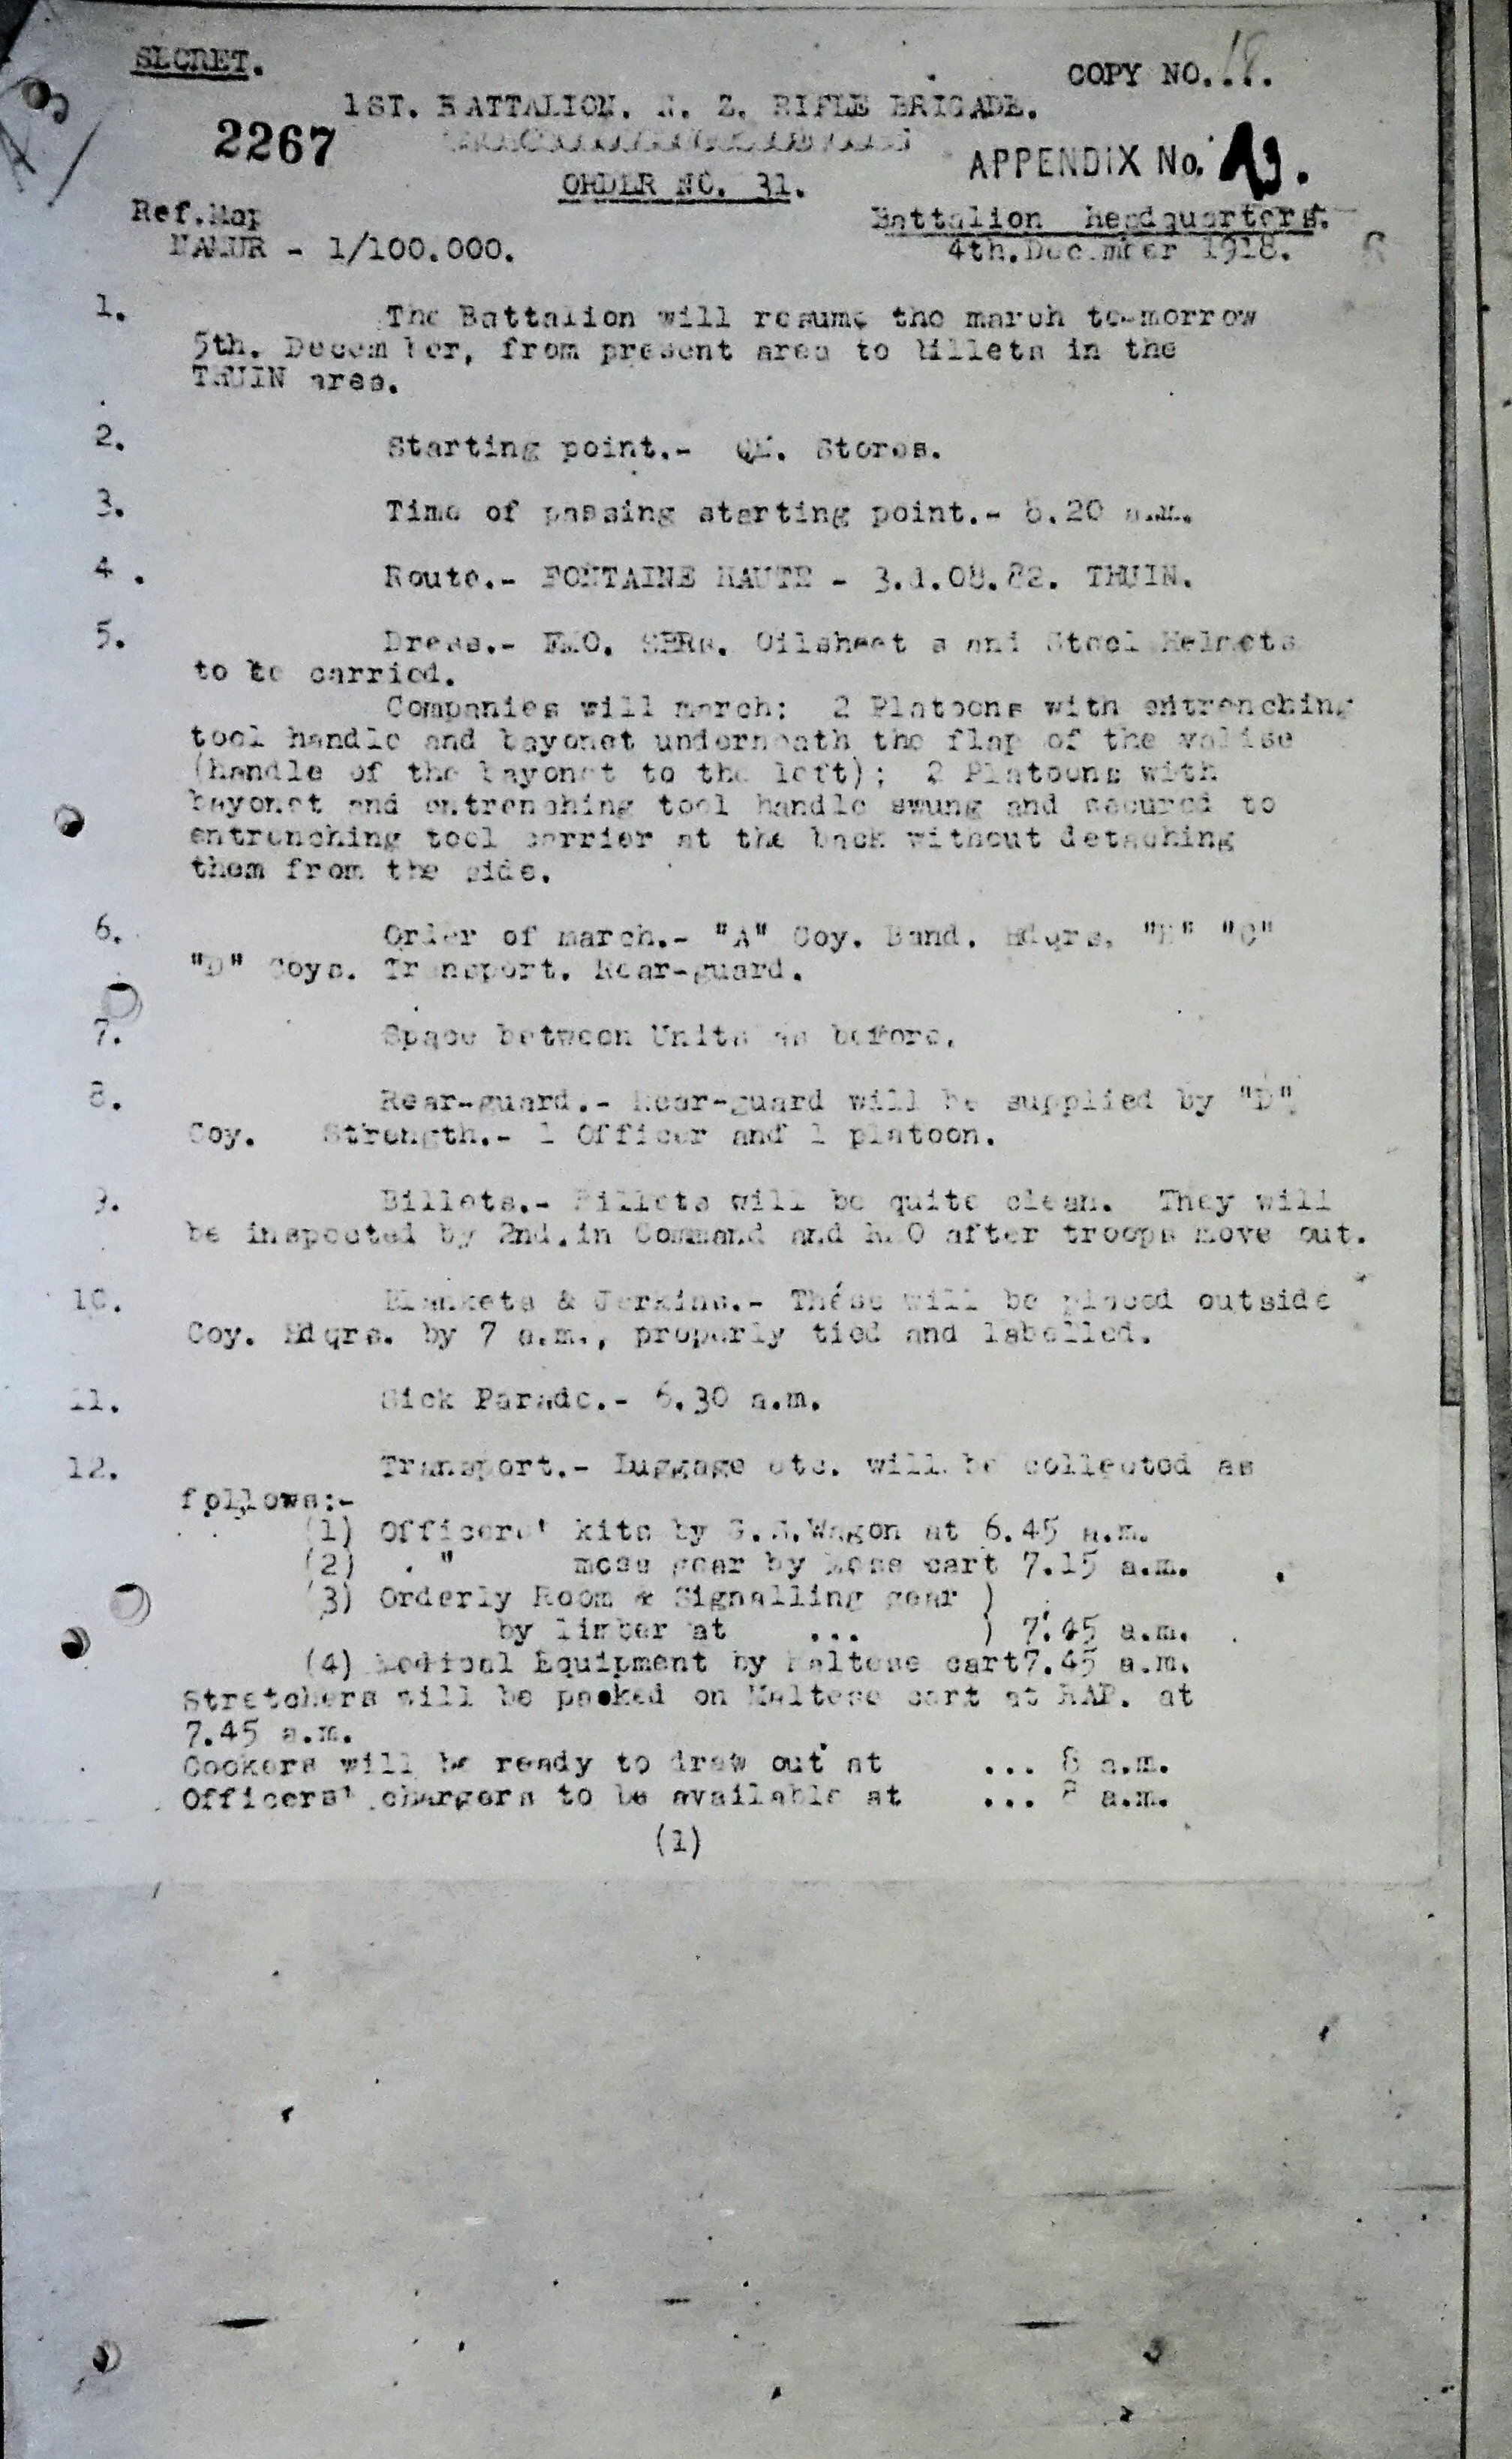 SECRET.
COPY NO. 18.
1ST. BATTALION. N. Z. RIFLE BRIGADE.
2267
APPENDIX No. 19.
ORDER NO. 31.
Ref.Map
NAMUR - 1/100.000.
Battalion headquarters.
4th.December 1918.
1. The Battalion will resume the march to-morrow
5th. December, from present area to billets in the
THUIN area.
2. Starting point.- QM. Stores.
3. Time of passing starting point.- 8.20 a.m.
4. Route.- FONTAINE HAUTE - 3.d.08.82. THUIN.
5. Dress.- FMO. SBRs. Oilsheet s and Steel Helmets
to be carried.
Companies will march: 2 Platoons with entrenching
tool handle and bayonet underneath the flap of the valise
(handle of the bayonet to the left); 2 Platoons with
bayonet and entrenching tool handle swung and secured to
entrenching tool carrier at the back without detaching
them from the side.
6. Order of march.- "A" Coy. Band. Hdqrs. "B" "C"
"D" Coys. Transport. Rear-guard.
7. Space between Units as before.
8. Rear-guard.- Rear-guard will be supplied by "D"
Coy. Strength.- 1 Officer and 1 platoon.
9. Billets.- Billets will be quite clean. They will
be inspected by 2nd.in Command and RMO after troops move out.
10. Blankets & Jerkins.- These will be placed outside
Coy. Hdqrs. by 7 a.m., properly tied and labelled.
11. Sick Parade.- 6.30 a.m.
12. Transport.- Luggage etc. will be collected as
follows:-
(1) Officers' kits by G.S.Wagon at 6.45 a.m.
(2) " mess gear by Mess cart 7.15 a.m.
(3) Orderly Room & Signalling gear )
by limber at ... ) 7.45 a.m.
(4) Medical Equipment by Maltese cart7.45 a.m.
Stretchers will be packed on Maltese cart at RAP. at
7.45 a.m.
Cookers will be ready to draw out at ... 8 a.m.
Officers' chargers to be available at ... 8 a.m.
(1)